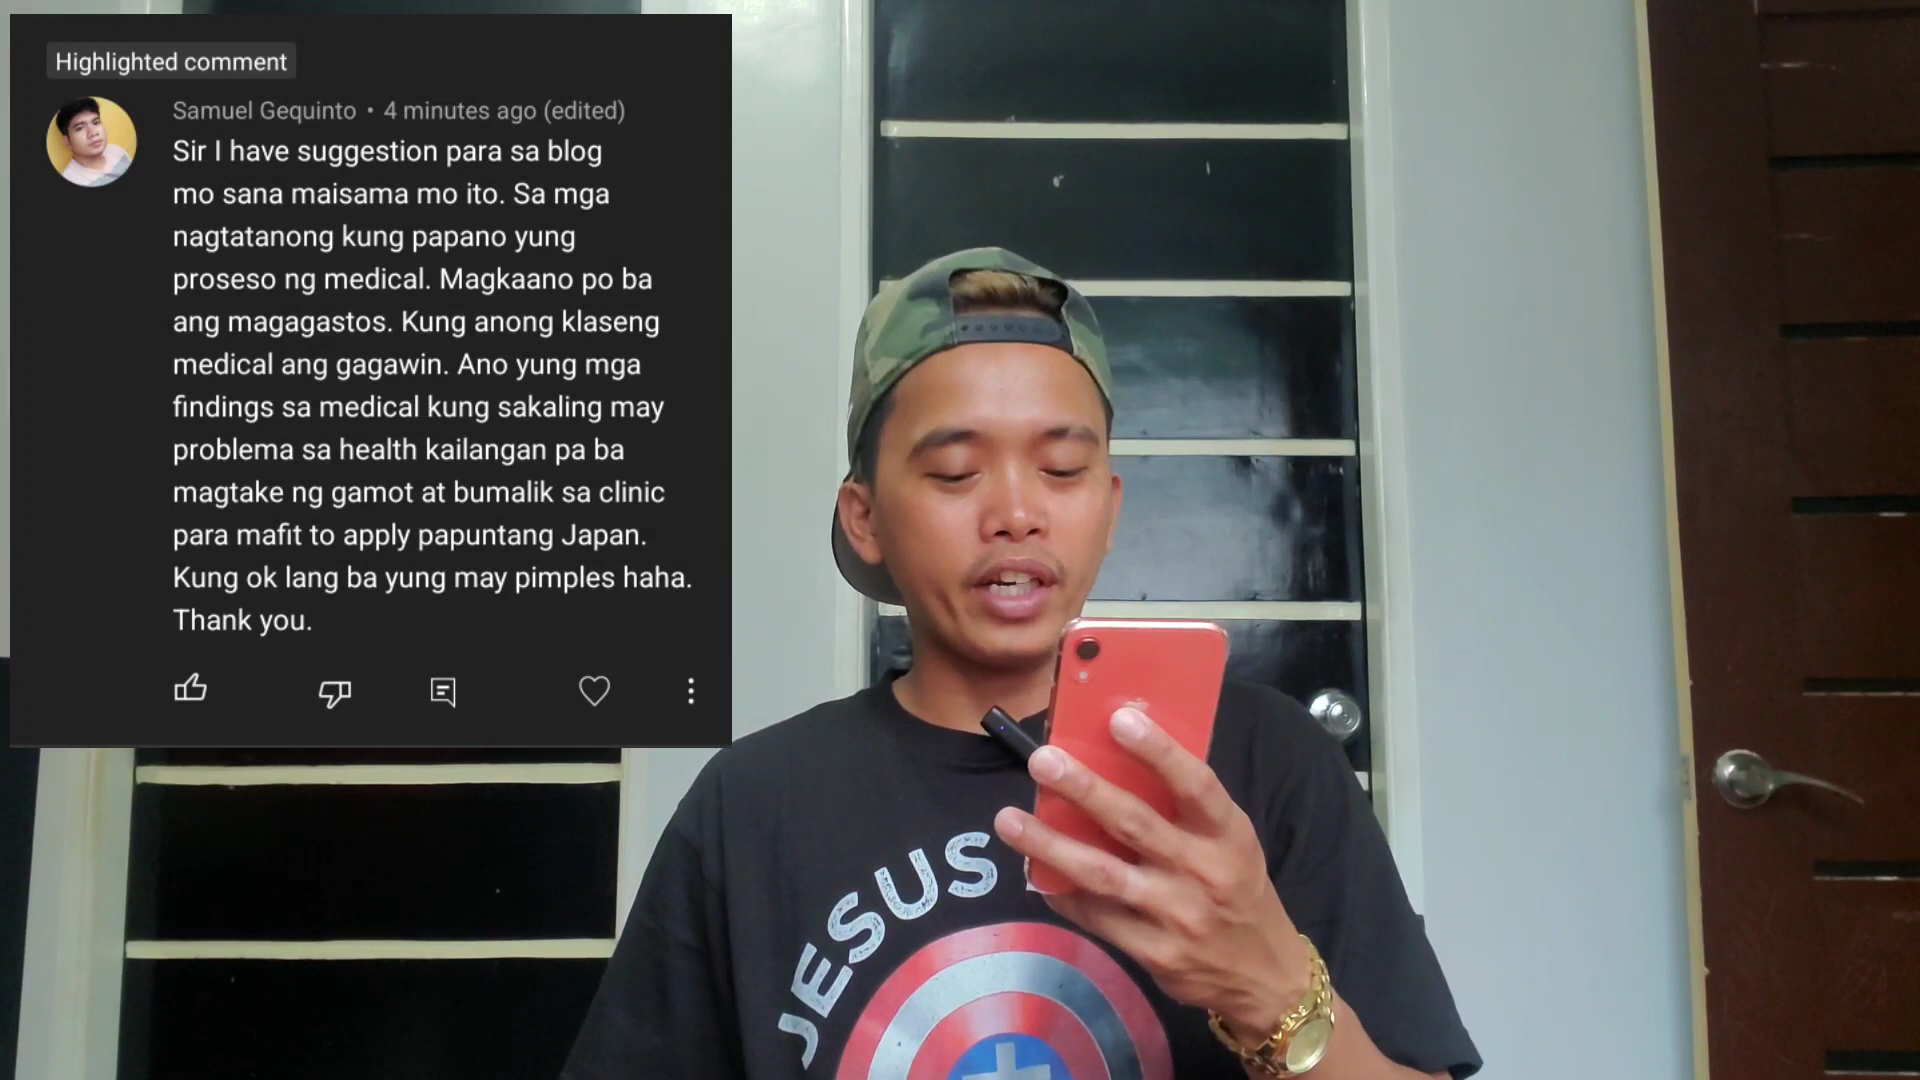 Highlighted comment
Samuel Gequinto • 4 minutes ago (edited)
Sir I have suggestion para sa blog
mo sana maisama mo ito. Sa mga
nagtatanong kung papano yung
proseso ng medical. Magkaano po ba
ang magagastos. Kung anong klaseng
medical ang gagawin. Ano yung mga
findings sa medical kung sakaling may
problema sa health kailangan pa ba
magtake ng gamot at bumalik sa clinic
para mafit to apply papuntang Japan.
Kung ok lang ba yung may pimples haha.
Thank you.
JESUS